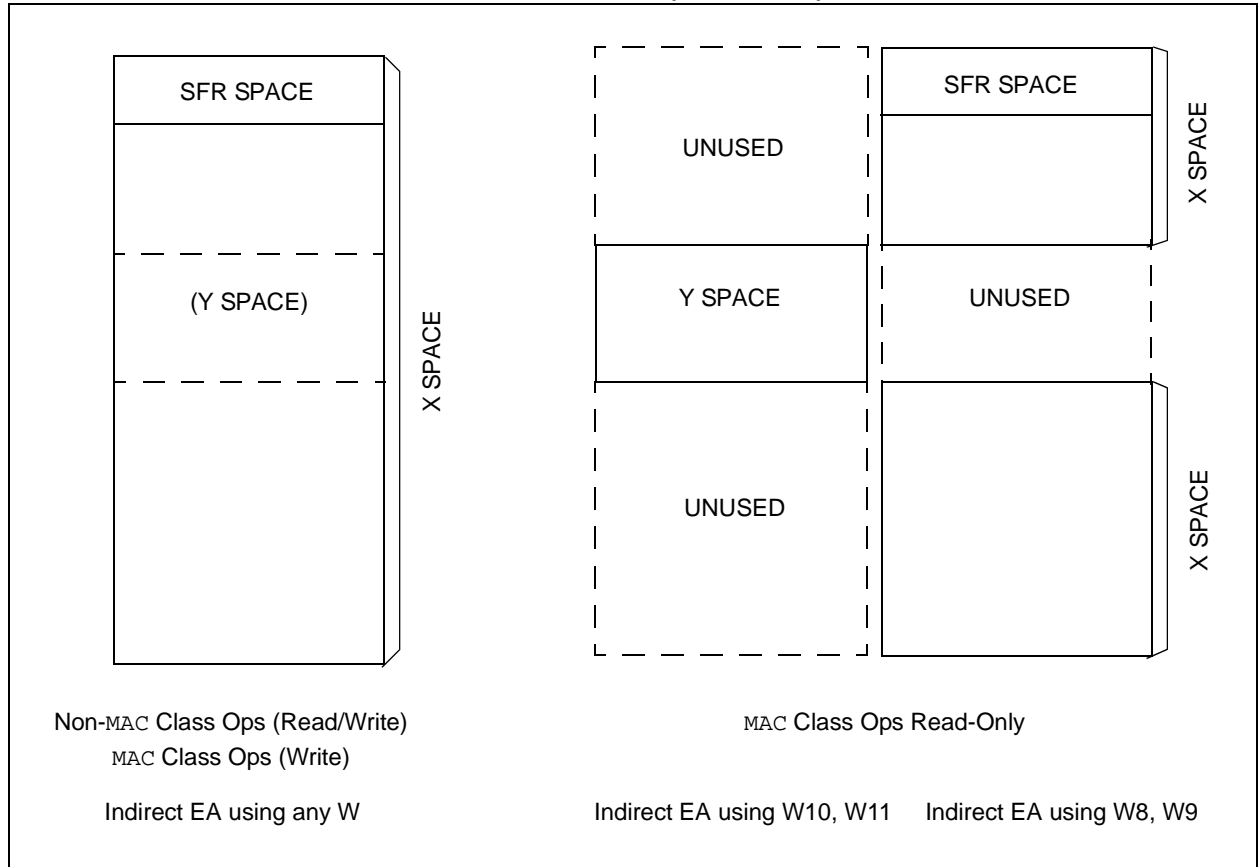 SFR SPACE
(Y SPACE)
X SPACE
Non-MAC Class Ops (Read/Write)
MAC Class Ops (Write)
Indirect EA using any W
UNUSED
Y SPACE
UNUSED
SFR SPACE
X SPACE
UNUSED
X SPACE
MAC Class Ops Read-Only
Indirect EA using W10, W11
Indirect EA using W8, W9